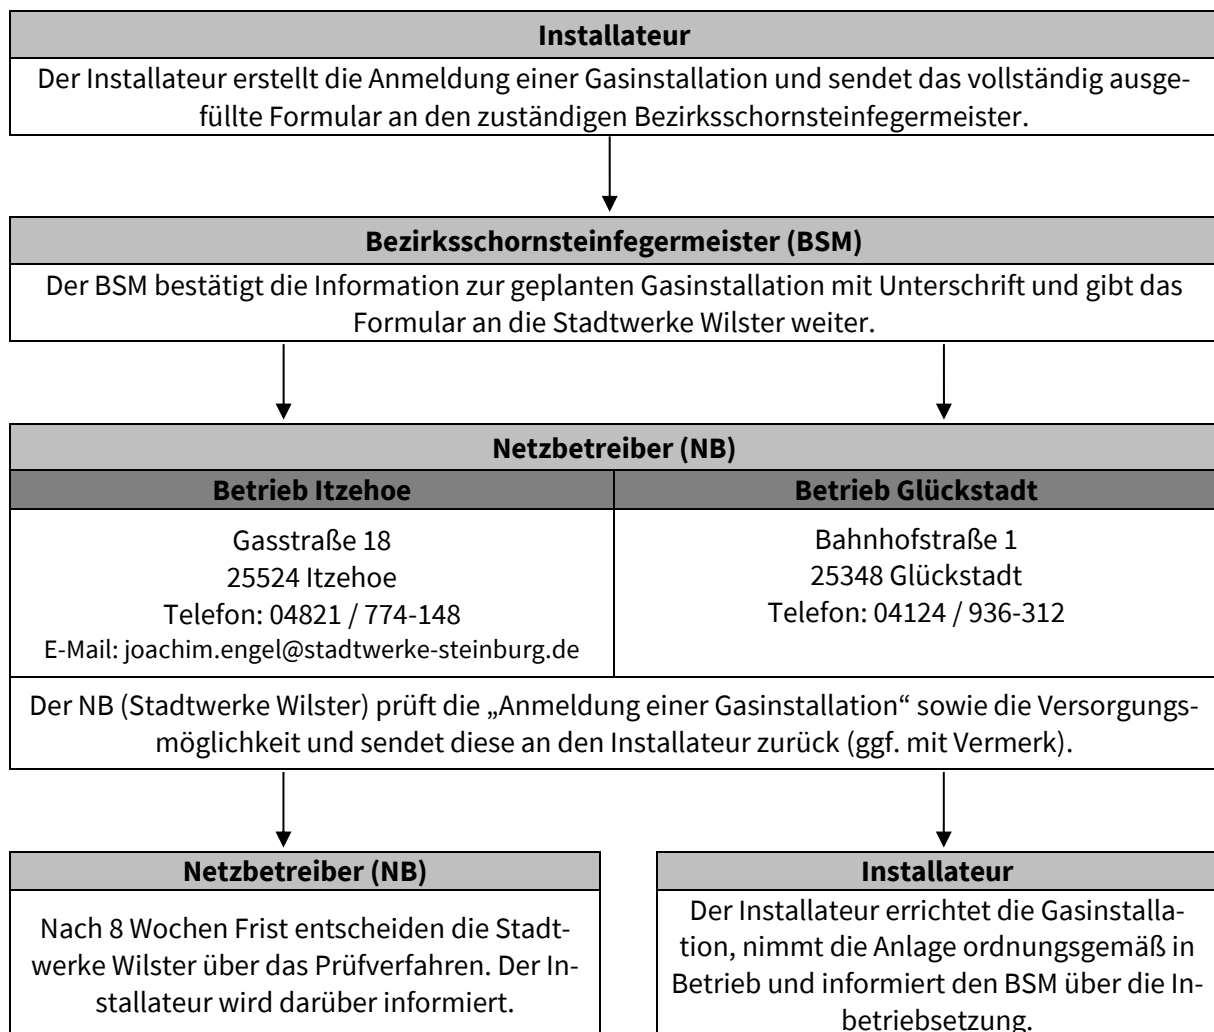 Installateur
Der Installateur erstellt die Anmeldung einer Gasinstallation und sendet das vollständig ausge-
füllte Formular an den zuständigen Bezirksschornsteinfegermeister.
Bezirksschornsteinfegermeister (BSM)
Der BSM bestätigt die Information zur geplanten Gasinstallation mit Unterschrift und gibt das
Formular an die Stadtwerke Wilster weiter.
Netzbetreiber (NB)
Betrieb Itzehoe
Gasstraße 18
25524 Itzehoe
Telefon: 04821 / 774-148
E-Mail: joachim.engel@stadtwerke-steinburg.de
Betrieb Glückstadt
Bahnhofstraße 1
25348 Glückstadt
Telefon: 04124 / 936-312
Der NB (Stadtwerke Wilster) prüft die „Anmeldung einer Gasinstallation“ sowie die Versorgungs-
möglichkeit und sendet diese an den Installateur zurück (ggf. mit Vermerk).
Netzbetreiber (NB)
Nach 8 Wochen Frist entscheiden die Stadt-
werke Wilster über das Prüfverfahren. Der In-
stallateur wird darüber informiert.
Installateur
Der Installateur errichtet die Gasinstalla-
tion, nimmt die Anlage ordnungsgemäß in
Betrieb und informiert den BSM über die In-
betriebsetzung.